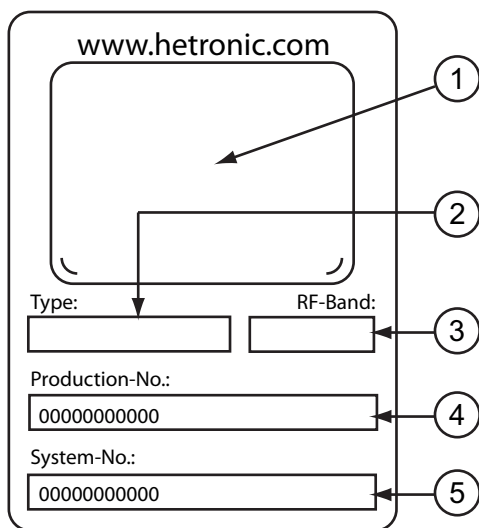 www.hetronic.com
1
2
Type: RF-Band:
3
Production-No.:
00000000000
4
System-No.:
00000000000
5